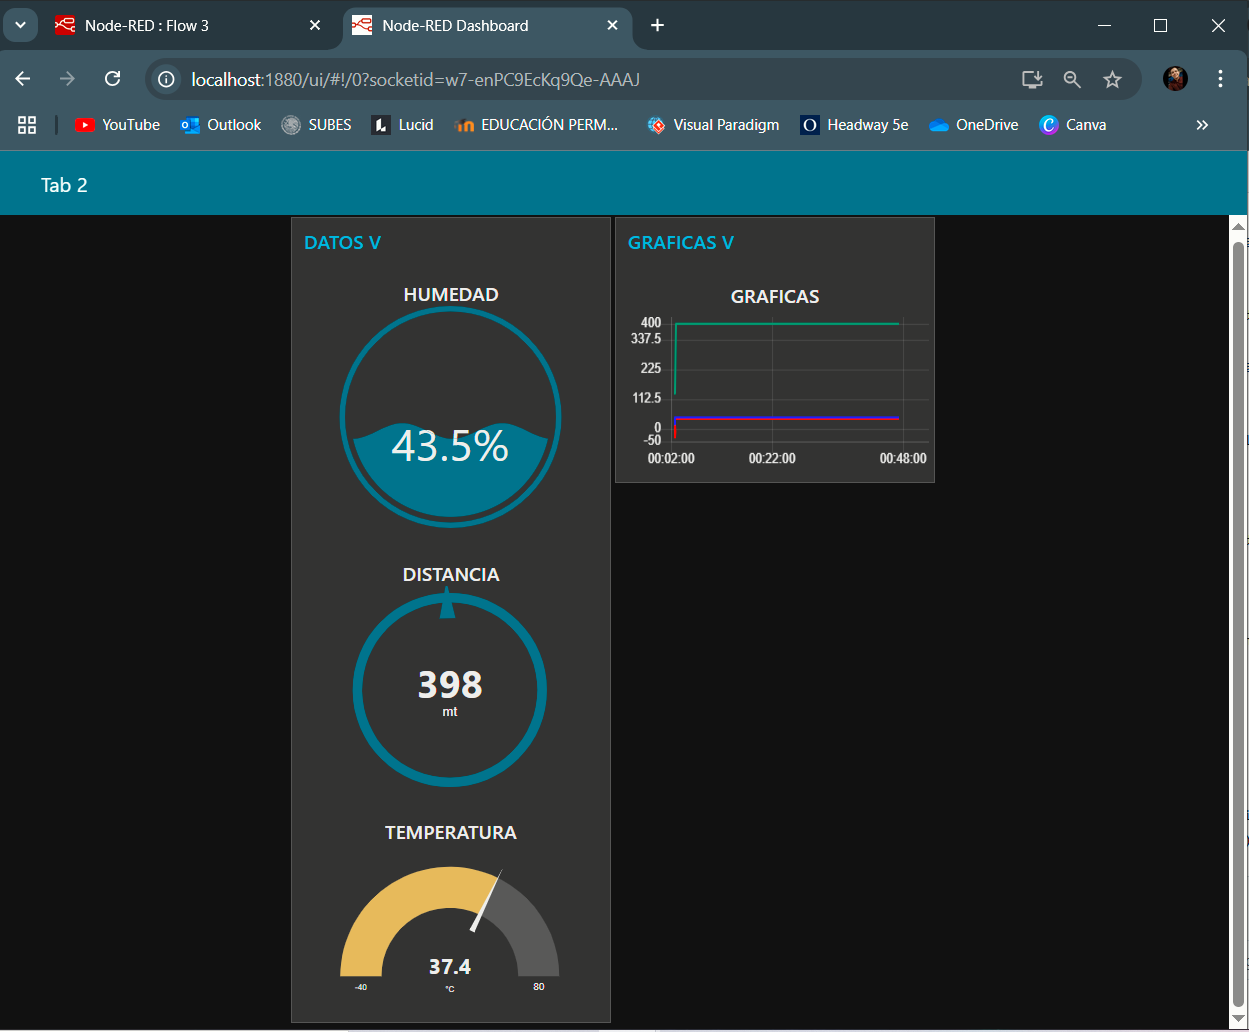 Node-RED : Flow 3
Node-RED Dashboard
localhost:1880/ui/#!/0?socketid=w7-enPC9EcKq9Qe-AAAJ
YouTube
Outlook
SUBES
Lucid
EDUCACIÓN PERM...
Visual Paradigm
Headway 5e
OneDrive
Canva
Tab 2
DATOS V
HUMEDAD
43.5%
DISTANCIA
398
mt
TEMPERATURA
37.4
-40
°C
80
GRAFICAS V
GRAFICAS
400
337.5
225
112.5
0
-50
00:02:00
00:22:00
00:48:00